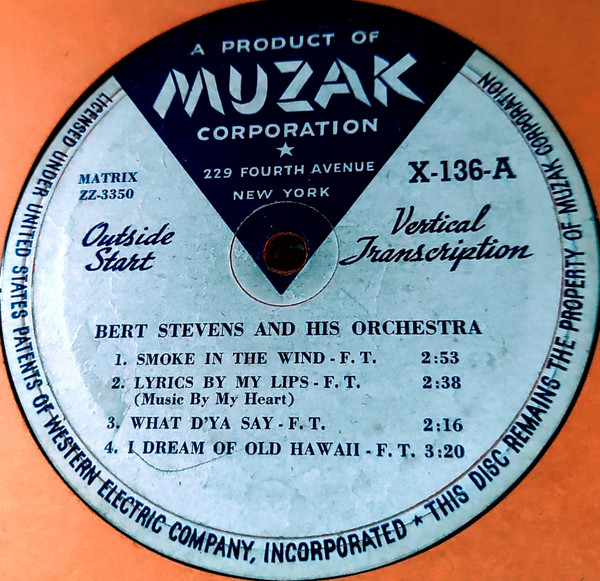 A PRODUCT OF
MUZAK
CORPORATION
229 FOURTH AVENUE
NEW YORK
MATRIX
ZZ-3350
X-136-A
Outside
Start
Vertical
Transcription
BERT STEVENS AND HIS ORCHESTRA
1. SMOKE IN THE WIND - F. T. 2:53
2. LYRICS BY MY LIPS - F. T. 2:38
(Music By My Heart)
3. WHAT D'YA SAY - F. T. 2:16
4. I DREAM OF OLD HAWAII - F. T. 3:20
LICENSED UNDER UNITED STATES PATENTS OF WESTERN ELECTRIC COMPANY, INCORPORATED ★ THIS DISC REMAINS THE PROPERTY OF MUZAK CORPORATION